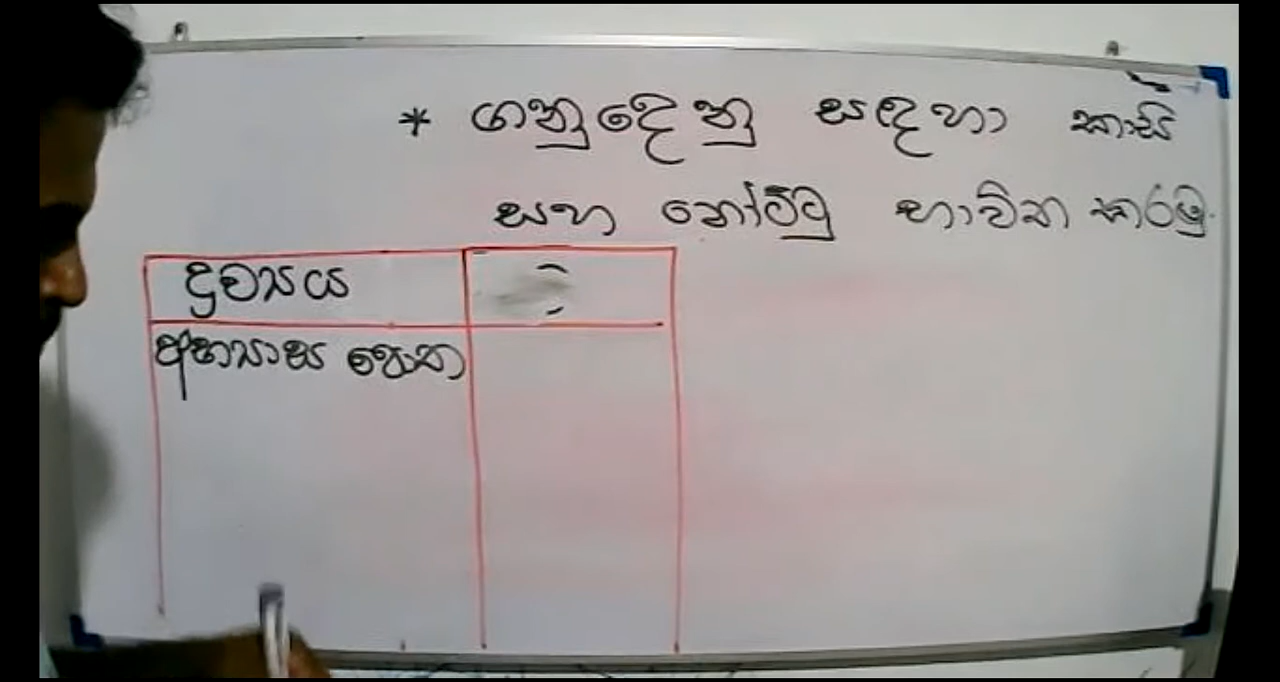 * ගනුදෙනු සඳහා කාසි
සහ නෝට්ටු භාවිත කරමු.
ද්‍රව්‍යය
අභ්‍යාස පොත